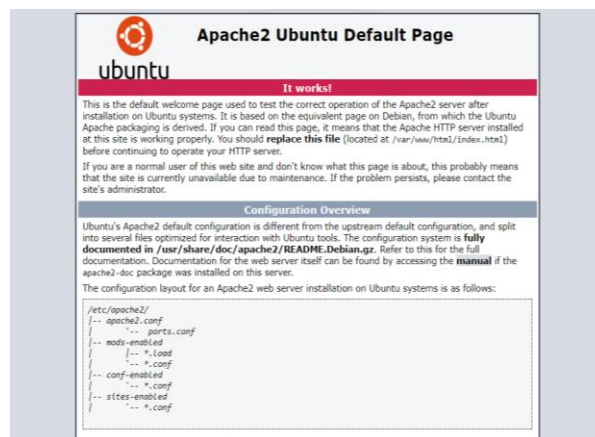 Apache2 Ubuntu Default Page
ubuntu
It works!
This is the default welcome page used to test the correct operation of the Apache2 server after
installation on Ubuntu systems. It is based on the equivalent page on Debian, from which the Ubuntu
Apache packaging is derived. If you can read this page, it means that the Apache HTTP server installed
at this site is working properly. You should replace this file (located at /var/www/html/index.html)
before continuing to operate your HTTP server.
If you are a normal user of this web site and don't know what this page is about, this probably means
that the site is currently unavailable due to maintenance. If the problem persists, please contact the
site's administrator.
Configuration Overview
Ubuntu's Apache2 default configuration is different from the upstream default configuration, and split
into several files optimized for interaction with Ubuntu tools. The configuration system is fully
documented in /usr/share/doc/apache2/README.Debian.gz. Refer to this for the full
documentation. Documentation for the web server itself can be found by accessing the manual if the
apache2-doc package was installed on this server.
The configuration layout for an Apache2 web server installation on Ubuntu systems is as follows:
/etc/apache2/
|-- apache2.conf
|       `--  ports.conf
|-- mods-enabled
|       |-- *.load
|       `-- *.conf
|-- conf-enabled
|       `-- *.conf
|-- sites-enabled
|       `-- *.conf